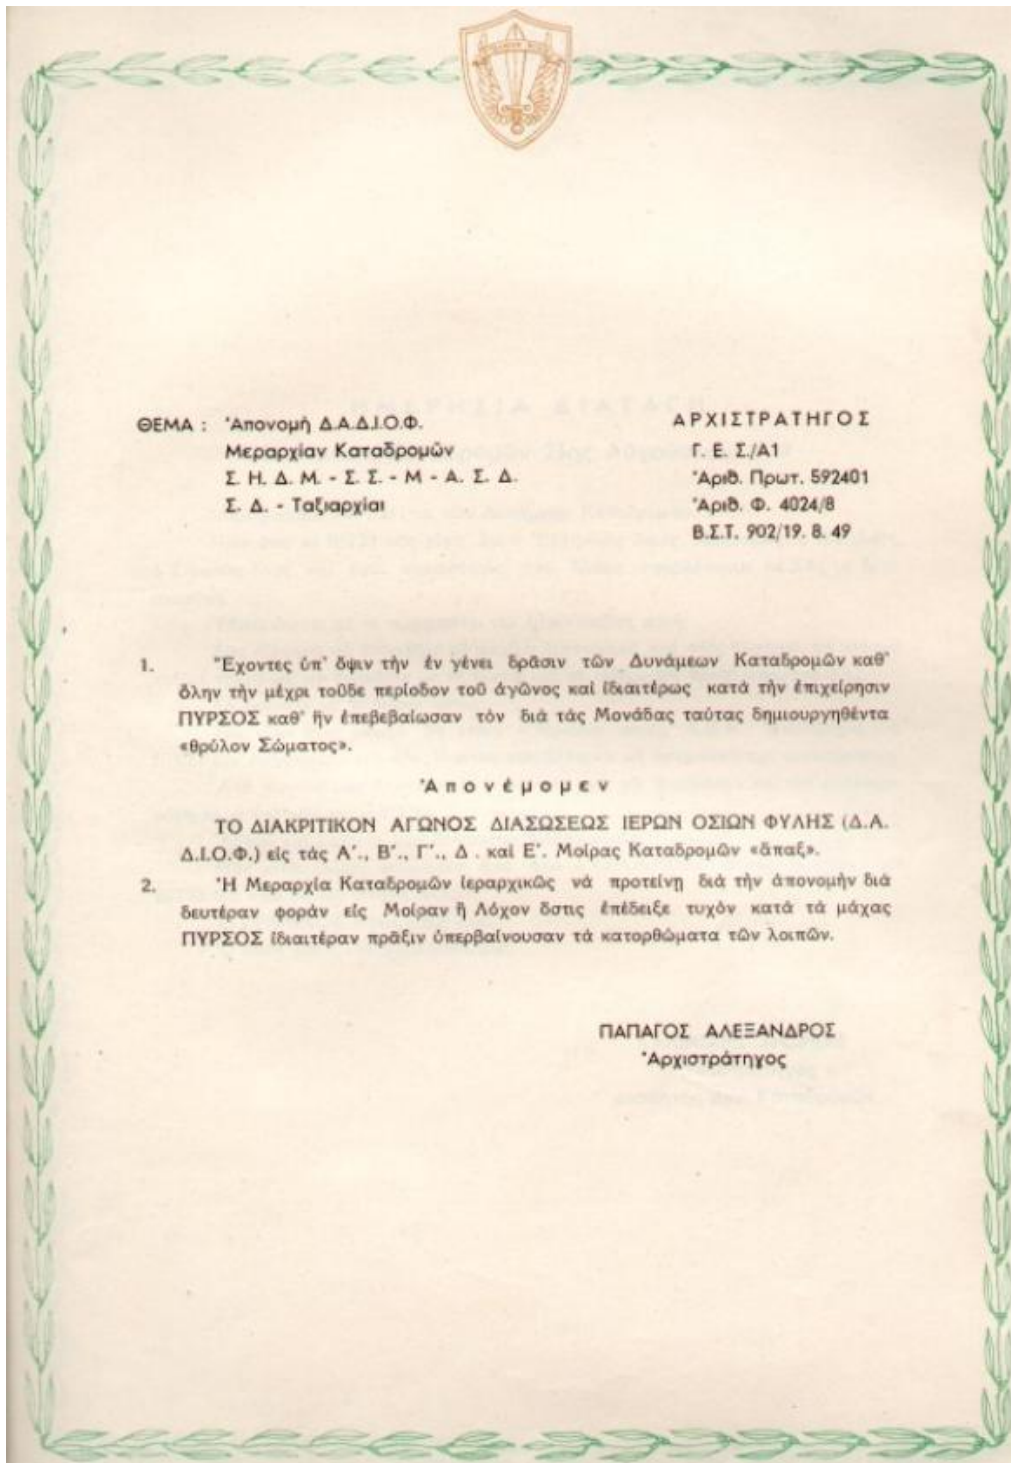 ΘΕΜΑ : Ἀπονομή Δ.Α.Δ.Ι.Ο.Φ.
Μεραρχίαν Καταδρομῶν
Σ. Η. Δ. Μ. - Σ. Σ. - Μ - Α. Σ. Δ.
Σ. Δ. - Ταξιαρχίαι
ΑΡΧΙΣΤΡΑΤΗΓΟΣ
Γ. Ε. Σ./Α1
Ἀριθ. Πρωτ. 592401
Ἀριθ. Φ. 4024/8
Β.Σ.Τ. 902/19. 8. 49
1. Ἔχοντες ὑπ' ὄψιν τὴν ἐν γένει δρᾶσιν τῶν Δυνάμεων Καταδρομῶν καθ'
ὅλην τὴν μέχρι τοῦδε περίοδον τοῦ ἀγῶνος καὶ ἰδιαιτέρως κατὰ τὴν ἐπιχείρησιν
ΠΥΡΣΟΣ καθ' ἣν ἐπεβεβαίωσαν τὸν διὰ τὰς Μονάδας ταύτας δημιουργηθέντα
«θρύλον Σώματος».
Ἀπονέμομεν
ΤΟ ΔΙΑΚΡΙΤΙΚΟΝ ΑΓΩΝΟΣ ΔΙΑΣΩΣΕΩΣ ΙΕΡΩΝ ΟΣΙΩΝ ΦΥΛΗΣ (Δ.Α.
Δ.Ι.Ο.Φ.) εἰς τὰς Α΄., Β΄., Γ΄., Δ . καὶ Ε΄. Μοίρας Καταδρομῶν «ἅπαξ».
2. Ἡ Μεραρχία Καταδρομῶν ἱεραρχικῶς νὰ προτείνῃ διὰ τὴν ἀπονομὴν διὰ
δευτέραν φορὰν εἰς Μοῖραν ἢ Λόχον ὅστις ἐπέδειξε τυχὸν κατὰ τὰ μάχας
ΠΥΡΣΟΣ ἰδιαιτέραν πρᾶξιν ὑπερβαίνουσαν τὰ κατορθώματα τῶν λοιπῶν.
ΠΑΠΑΓΟΣ ΑΛΕΞΑΝΔΡΟΣ
Ἀρχιστράτηγος